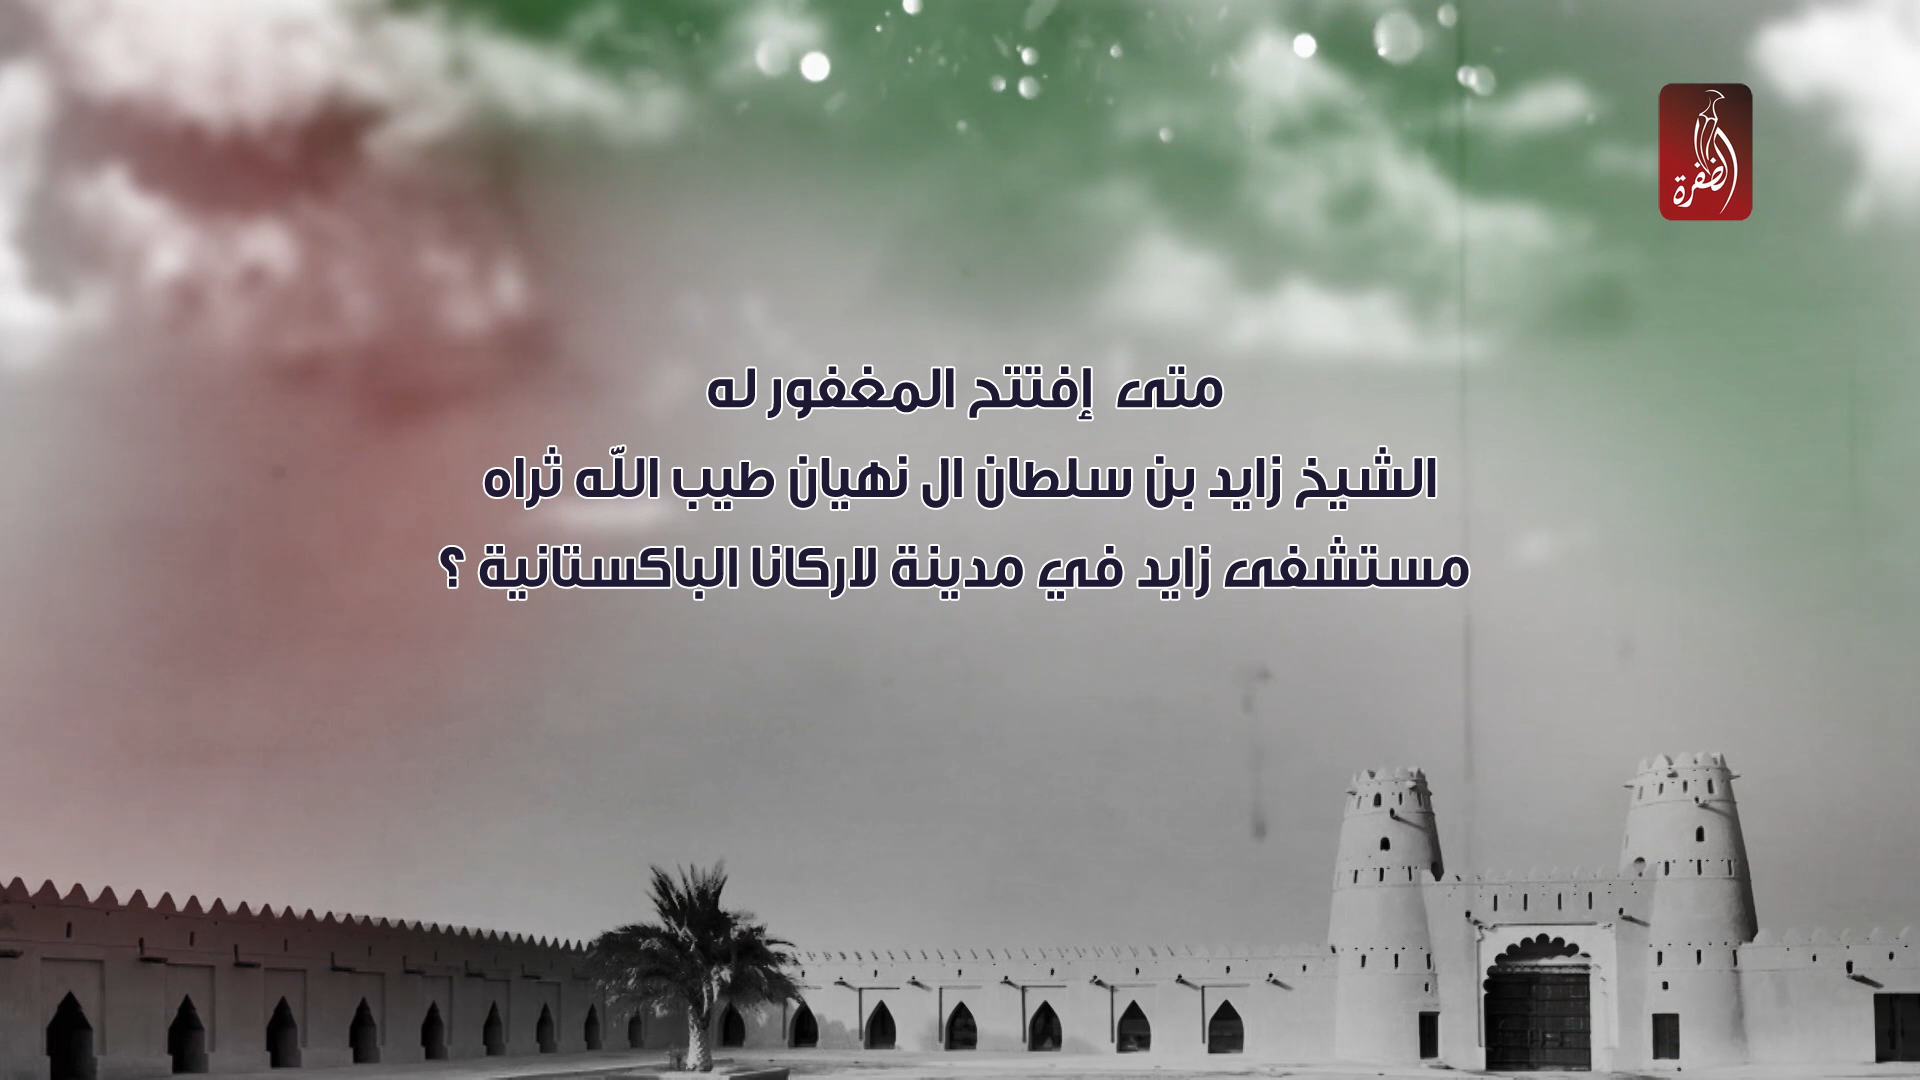 الظفرة
متى إفتتح المغفور له
الشيخ زايد بن سلطان ال نهيان طيب الله ثراه
مستشفى زايد في مدينة لاركانا الباكستانية ؟